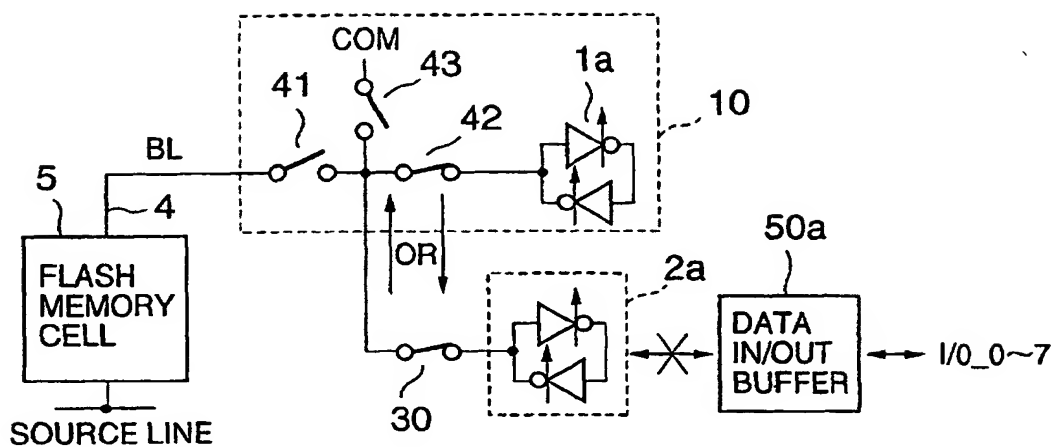 COM
43
1a
10
41
42
BL
5
4
OR
FLASH
MEMORY
CELL
2a
50a
DATA
IN/OUT
BUFFER
I/0_0~7
30
SOURCE LINE